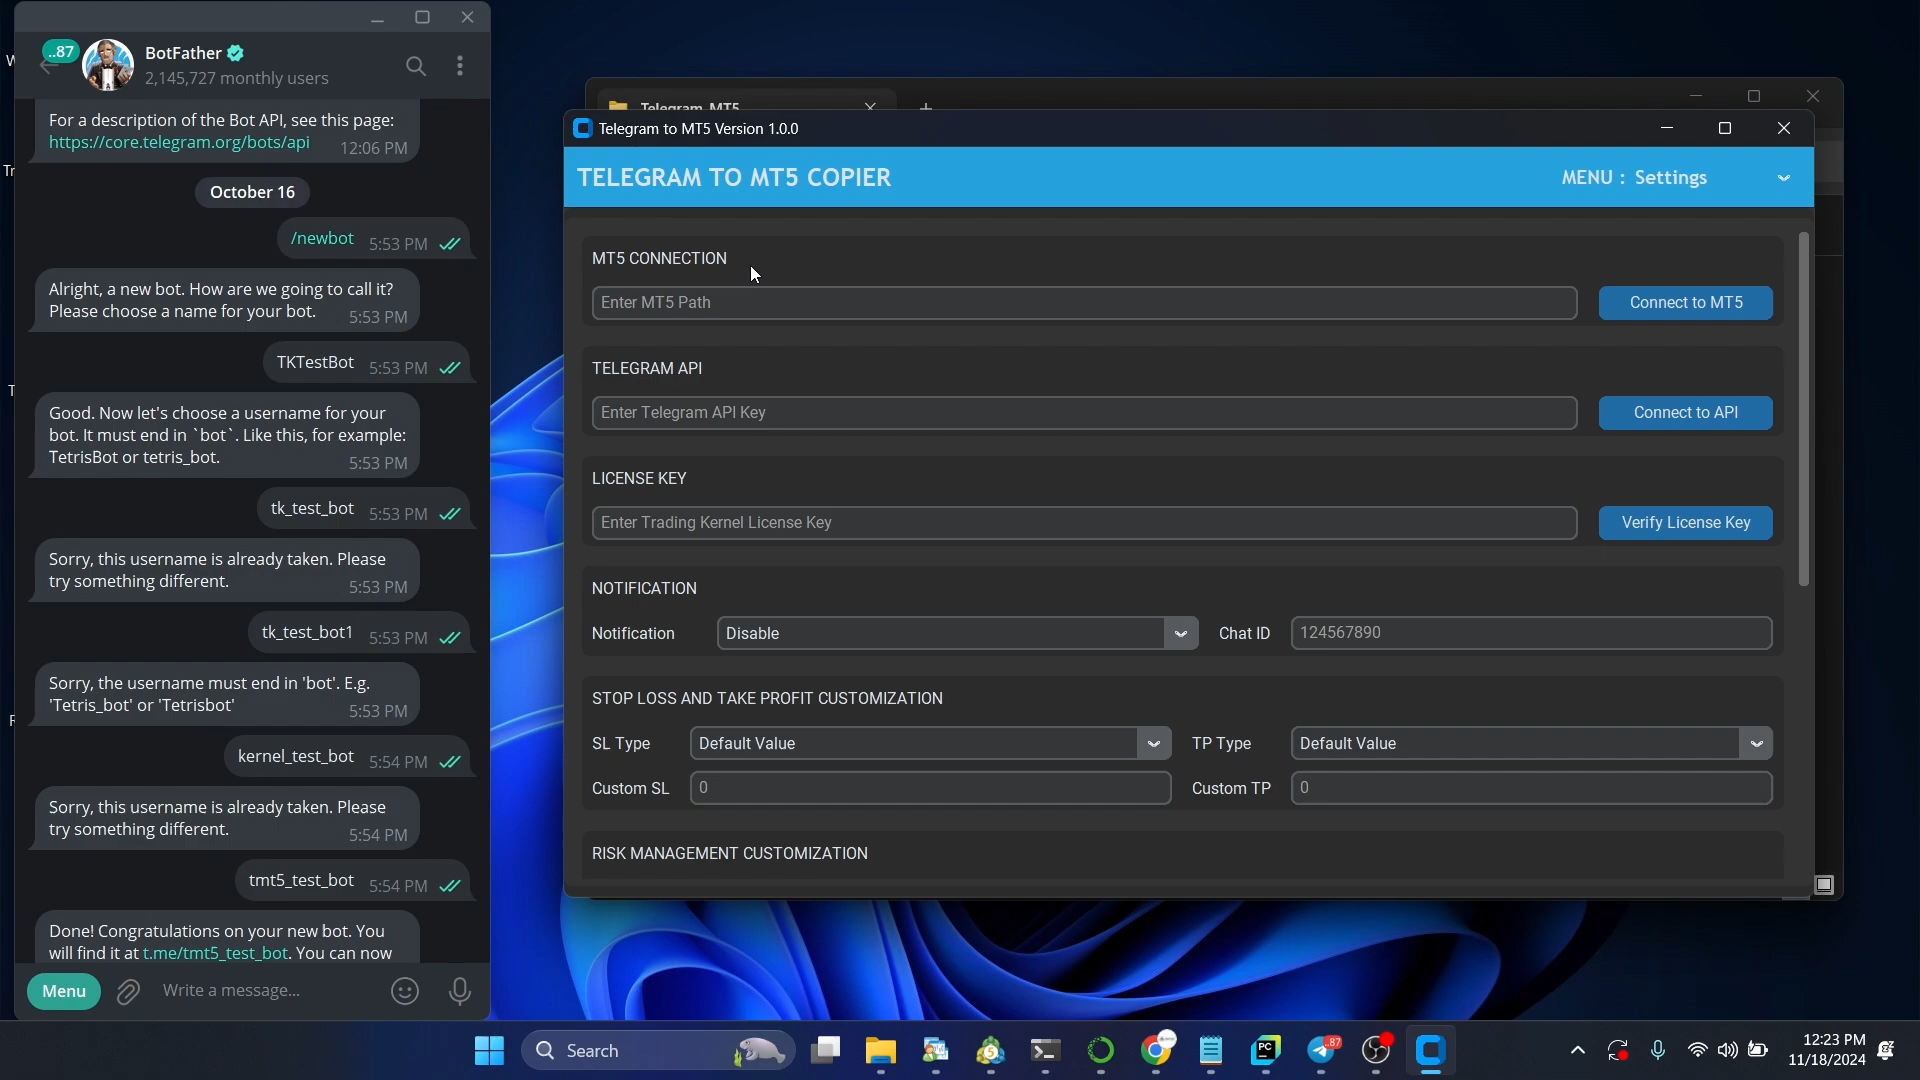 ..87
BotFather
2,145,727 monthly users
For a description of the Bot API, see this page:
https://core.telegram.org/bots/api 12:06 PM
October 16
/newbot 5:53 PM
Alright, a new bot. How are we going to call it?
Please choose a name for your bot. 5:53 PM
TKTestBot 5:53 PM
Good. Now let's choose a username for your
bot. It must end in `bot`. Like this, for example:
TetrisBot or tetris_bot. 5:53 PM
tk_test_bot 5:53 PM
Sorry, this username is already taken. Please
try something different. 5:53 PM
tk_test_bot1 5:53 PM
Sorry, the username must end in 'bot'. E.g.
'Tetris_bot' or 'Tetrisbot' 5:53 PM
kernel_test_bot 5:54 PM
Sorry, this username is already taken. Please
try something different. 5:54 PM
tmt5_test_bot 5:54 PM
Done! Congratulations on your new bot. You
will find it at t.me/tmt5_test_bot. You can now
Menu Write a message...
Telegram_MT5
Telegram to MT5 Version 1.0.0
TELEGRAM TO MT5 COPIER MENU : Settings
MT5 CONNECTION
Enter MT5 Path Connect to MT5
TELEGRAM API
Enter Telegram API Key Connect to API
LICENSE KEY
Enter Trading Kernel License Key Verify License Key
NOTIFICATION
Notification Disable Chat ID 124567890
STOP LOSS AND TAKE PROFIT CUSTOMIZATION
SL Type Default Value TP Type Default Value
Custom SL 0 Custom TP 0
RISK MANAGEMENT CUSTOMIZATION
Search
5
PC
..87
12:23 PM
11/18/2024